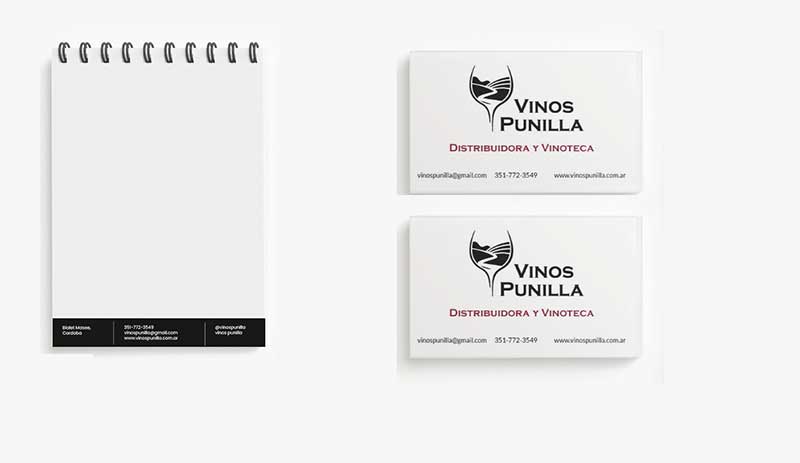 Bialet Masse,
Cordoba
351-772-3549
vinospunilla@gmail.com
www.vinospunilla.com.ar
@vinospunilla
vinos punilla
Vinos
Punilla
Distribuidora y Vinoteca
vinospunilla@gmail.com 351-772-3549 www.vinospunilla.com.ar
Vinos
Punilla
Distribuidora y Vinoteca
vinospunilla@gmail.com 351-772-3549 www.vinospunilla.com.ar